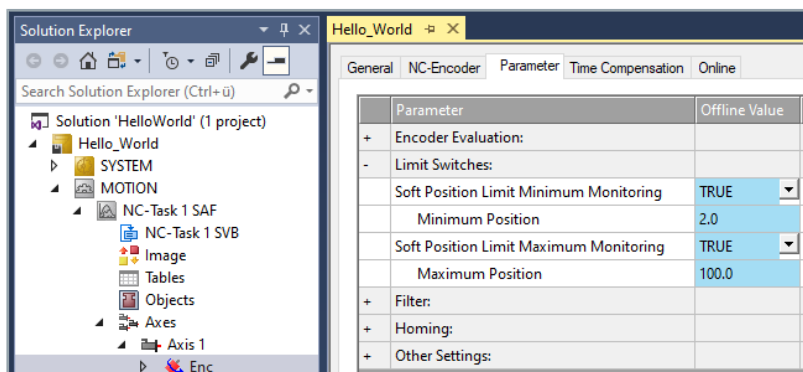 Solution Explorer
Search Solution Explorer (Ctrl+ü)
Solution 'HelloWorld' (1 project)
Hello_World
SYSTEM
MOTION
NC-Task 1 SAF
NC-Task 1 SVB
Image
Tables
Objects
Axes
Axis 1
Enc
Hello_World
General NC-Encoder Parameter Time Compensation Online
Parameter Offline Value
+ Encoder Evaluation:
- Limit Switches:
Soft Position Limit Minimum Monitoring TRUE
Minimum Position 2.0
Soft Position Limit Maximum Monitoring TRUE
Maximum Position 100.0
+ Filter:
+ Homing:
+ Other Settings: